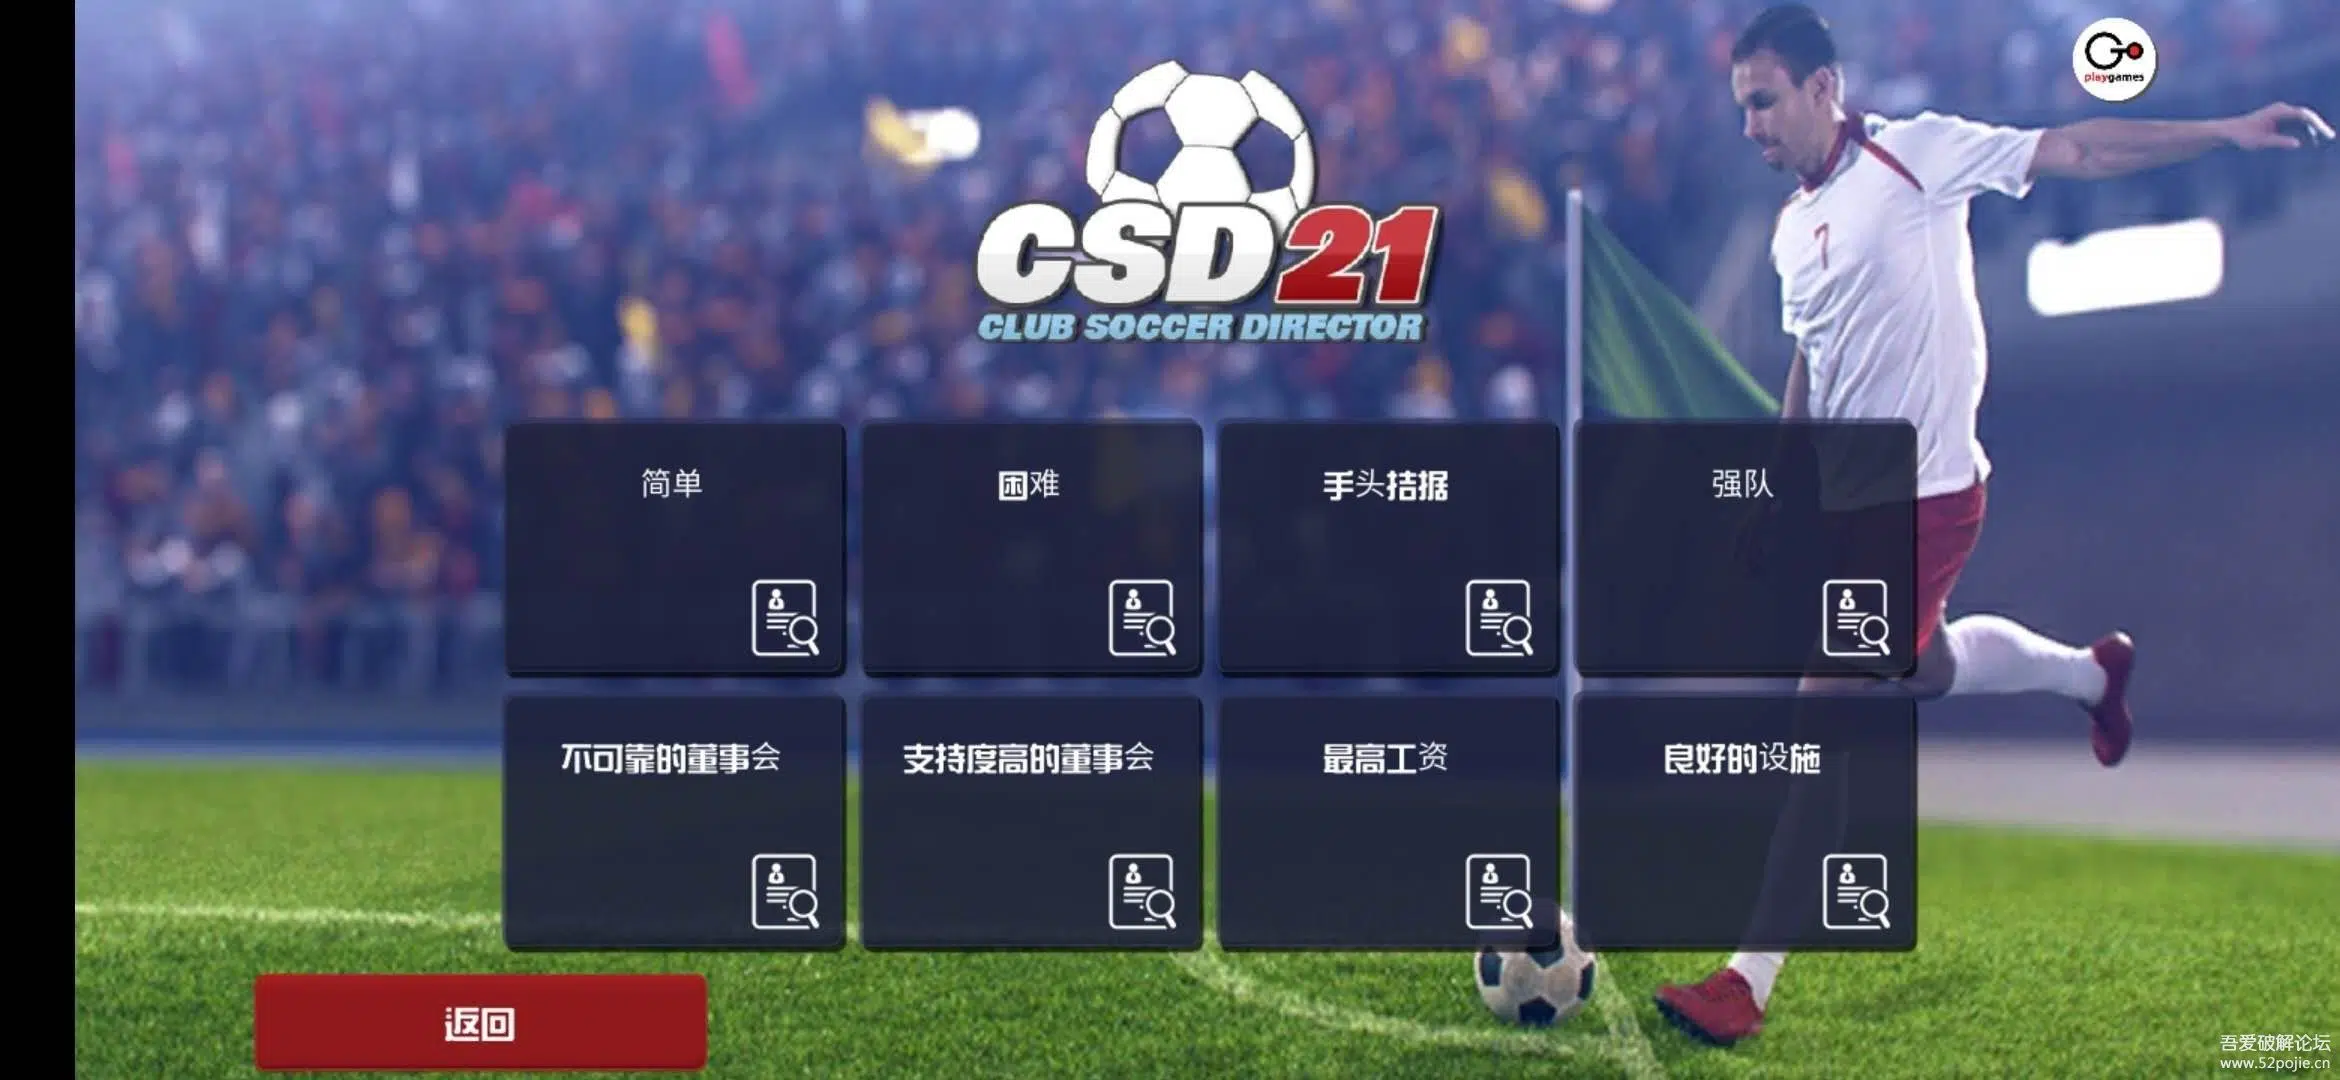 playgames
7
CSD21
CLUB SOCCER DIRECTOR
简单
困难
手头拮据
强队
不可靠的董事会
支持度高的董事会
最高工资
良好的设施
返回
吾爱破解论坛
www.52pojie.cn